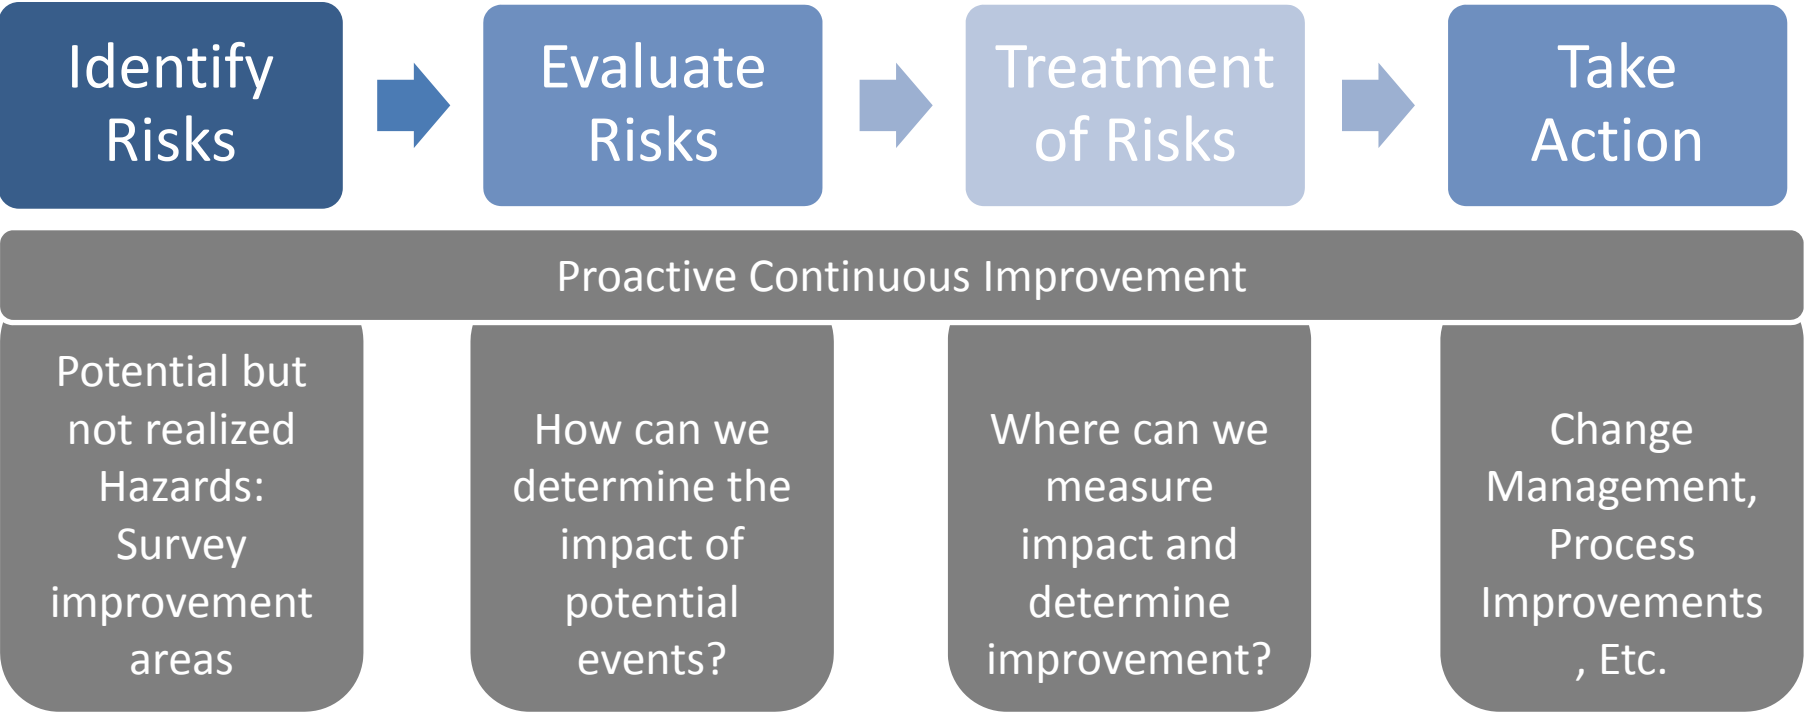 Identify
Risks
Evaluate
Risks
Treatment
of Risks
Take
Action
Proactive Continuous Improvement
Potential but
not realized
Hazards:
Survey
improvement
areas
How can we
determine the
impact of
potential
events?
Where can we
measure
impact and
determine
improvement?
Change
Management,
Process
Improvements
, Etc.